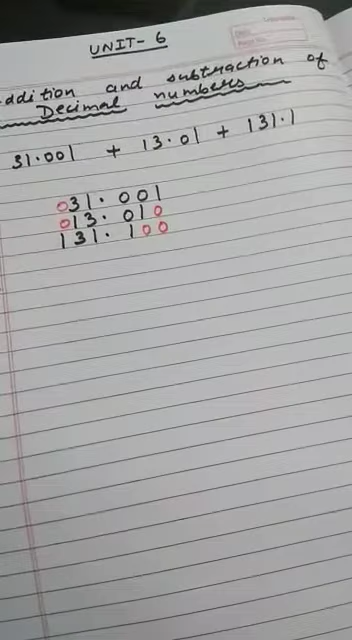 UNIT-6
ddition and subtraction of
Decimal numbers
31.001 + 13.01 + 131.1
031.001
013.010
131.100